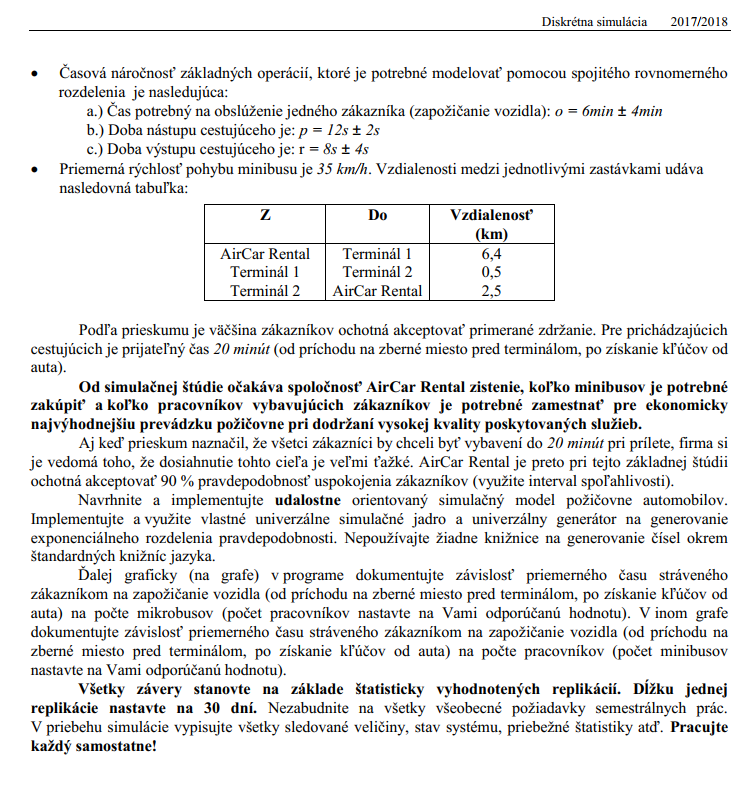 Diskrétna simulácia 2017/2018
• Časová náročnosť základných operácií, ktoré je potrebné modelovať pomocou spojitého rovnomerného
rozdelenia je nasledujúca:
a.) Čas potrebný na obslúženie jedného zákazníka (započičanie vozidla): o = 6min ± 4min
b.) Doba nástupu cestujúceho je: p = 12s ± 2s
c.) Doba výstupu cestujúceho je: r = 8s ± 4s
• Priemerná rýchlosť pohybu minibusu je 35 km/h. Vzdialenosti medzi jednotlivými zastávkami udáva
nasledovná tabuľka:
Z Do Vzdialenosť
(km)
AirCar Rental Terminál 1 6,4
Terminál 1 Terminál 2 0,5
Terminál 2 AirCar Rental 2,5
Podľa prieskumu je väčšina zákazníkov ochotná akceptovať primerané zdržanie. Pre prichádzajúcich
cestujúcich je prijateľný čas 20 minút (od príchodu na zberné miesto pred terminálom, po získanie kľúčov od
auta).
Od simulačnej štúdie očakáva spoločnosť AirCar Rental zistenie, koľko minibusov je potrebné
zakúpiť a koľko pracovníkov vybavujúcich zákazníkov je potrebné zamestnať pre ekonomicky
najvýhodnejšiu prevádzku požičovne pri dodržaní vysokej kvality poskytovaných služieb.
Aj keď prieskum naznačil, že všetci zákazníci by chceli byť vybavení do 20 minút pri prílete, firma si
je vedomá toho, že dosiahnutie tohto cieľa je veľmi ťažké. AirCar Rental je preto pri tejto základnej štúdii
ochotná akceptovať 90 % pravdepodobnosť uspokojenia zákazníkov (využite interval spoľahlivosti).
Navrhnite a implementujte udalostne orientovaný simulačný model požičovne automobilov.
Implementujte a využite vlastné univerzálne simulačné jadro a univerzálny generátor na generovanie
exponenciálneho rozdelenia pravdepodobnosti. Nepoužívajte žiadne knižnice na generovanie čísel okrem
štandardných knižníc jazyka.
Ďalej graficky (na grafe) v programe dokumentujte závislosť priemerného času stráveného
zákazníkom na zapožičanie vozidla (od príchodu na zberné miesto pred terminálom, po získanie kľúčov od
auta) na počte mikrobusov (počet pracovníkov nastavte na Vami odporúčanú hodnotu). V inom grafe
dokumentujte závislosť priemerného času stráveného zákazníkom na zapožičanie vozidla (od príchodu na
zberné miesto pred terminálom, po získanie kľúčov od auta) na počte pracovníkov (počet minibusov
nastavte na Vami odporúčanú hodnotu).
Všetky závery stanovte na základe štatisticky vyhodnotených replikácií. Dĺžku jednej
replikácie nastavte na 30 dní. Nezabudnite na všetky všeobecné požiadavky semestrálnych prác.
V priebehu simulácie vypisujte všetky sledované veličiny, stav systému, priebežné štatistiky atď. Pracujte
každý samostatne!